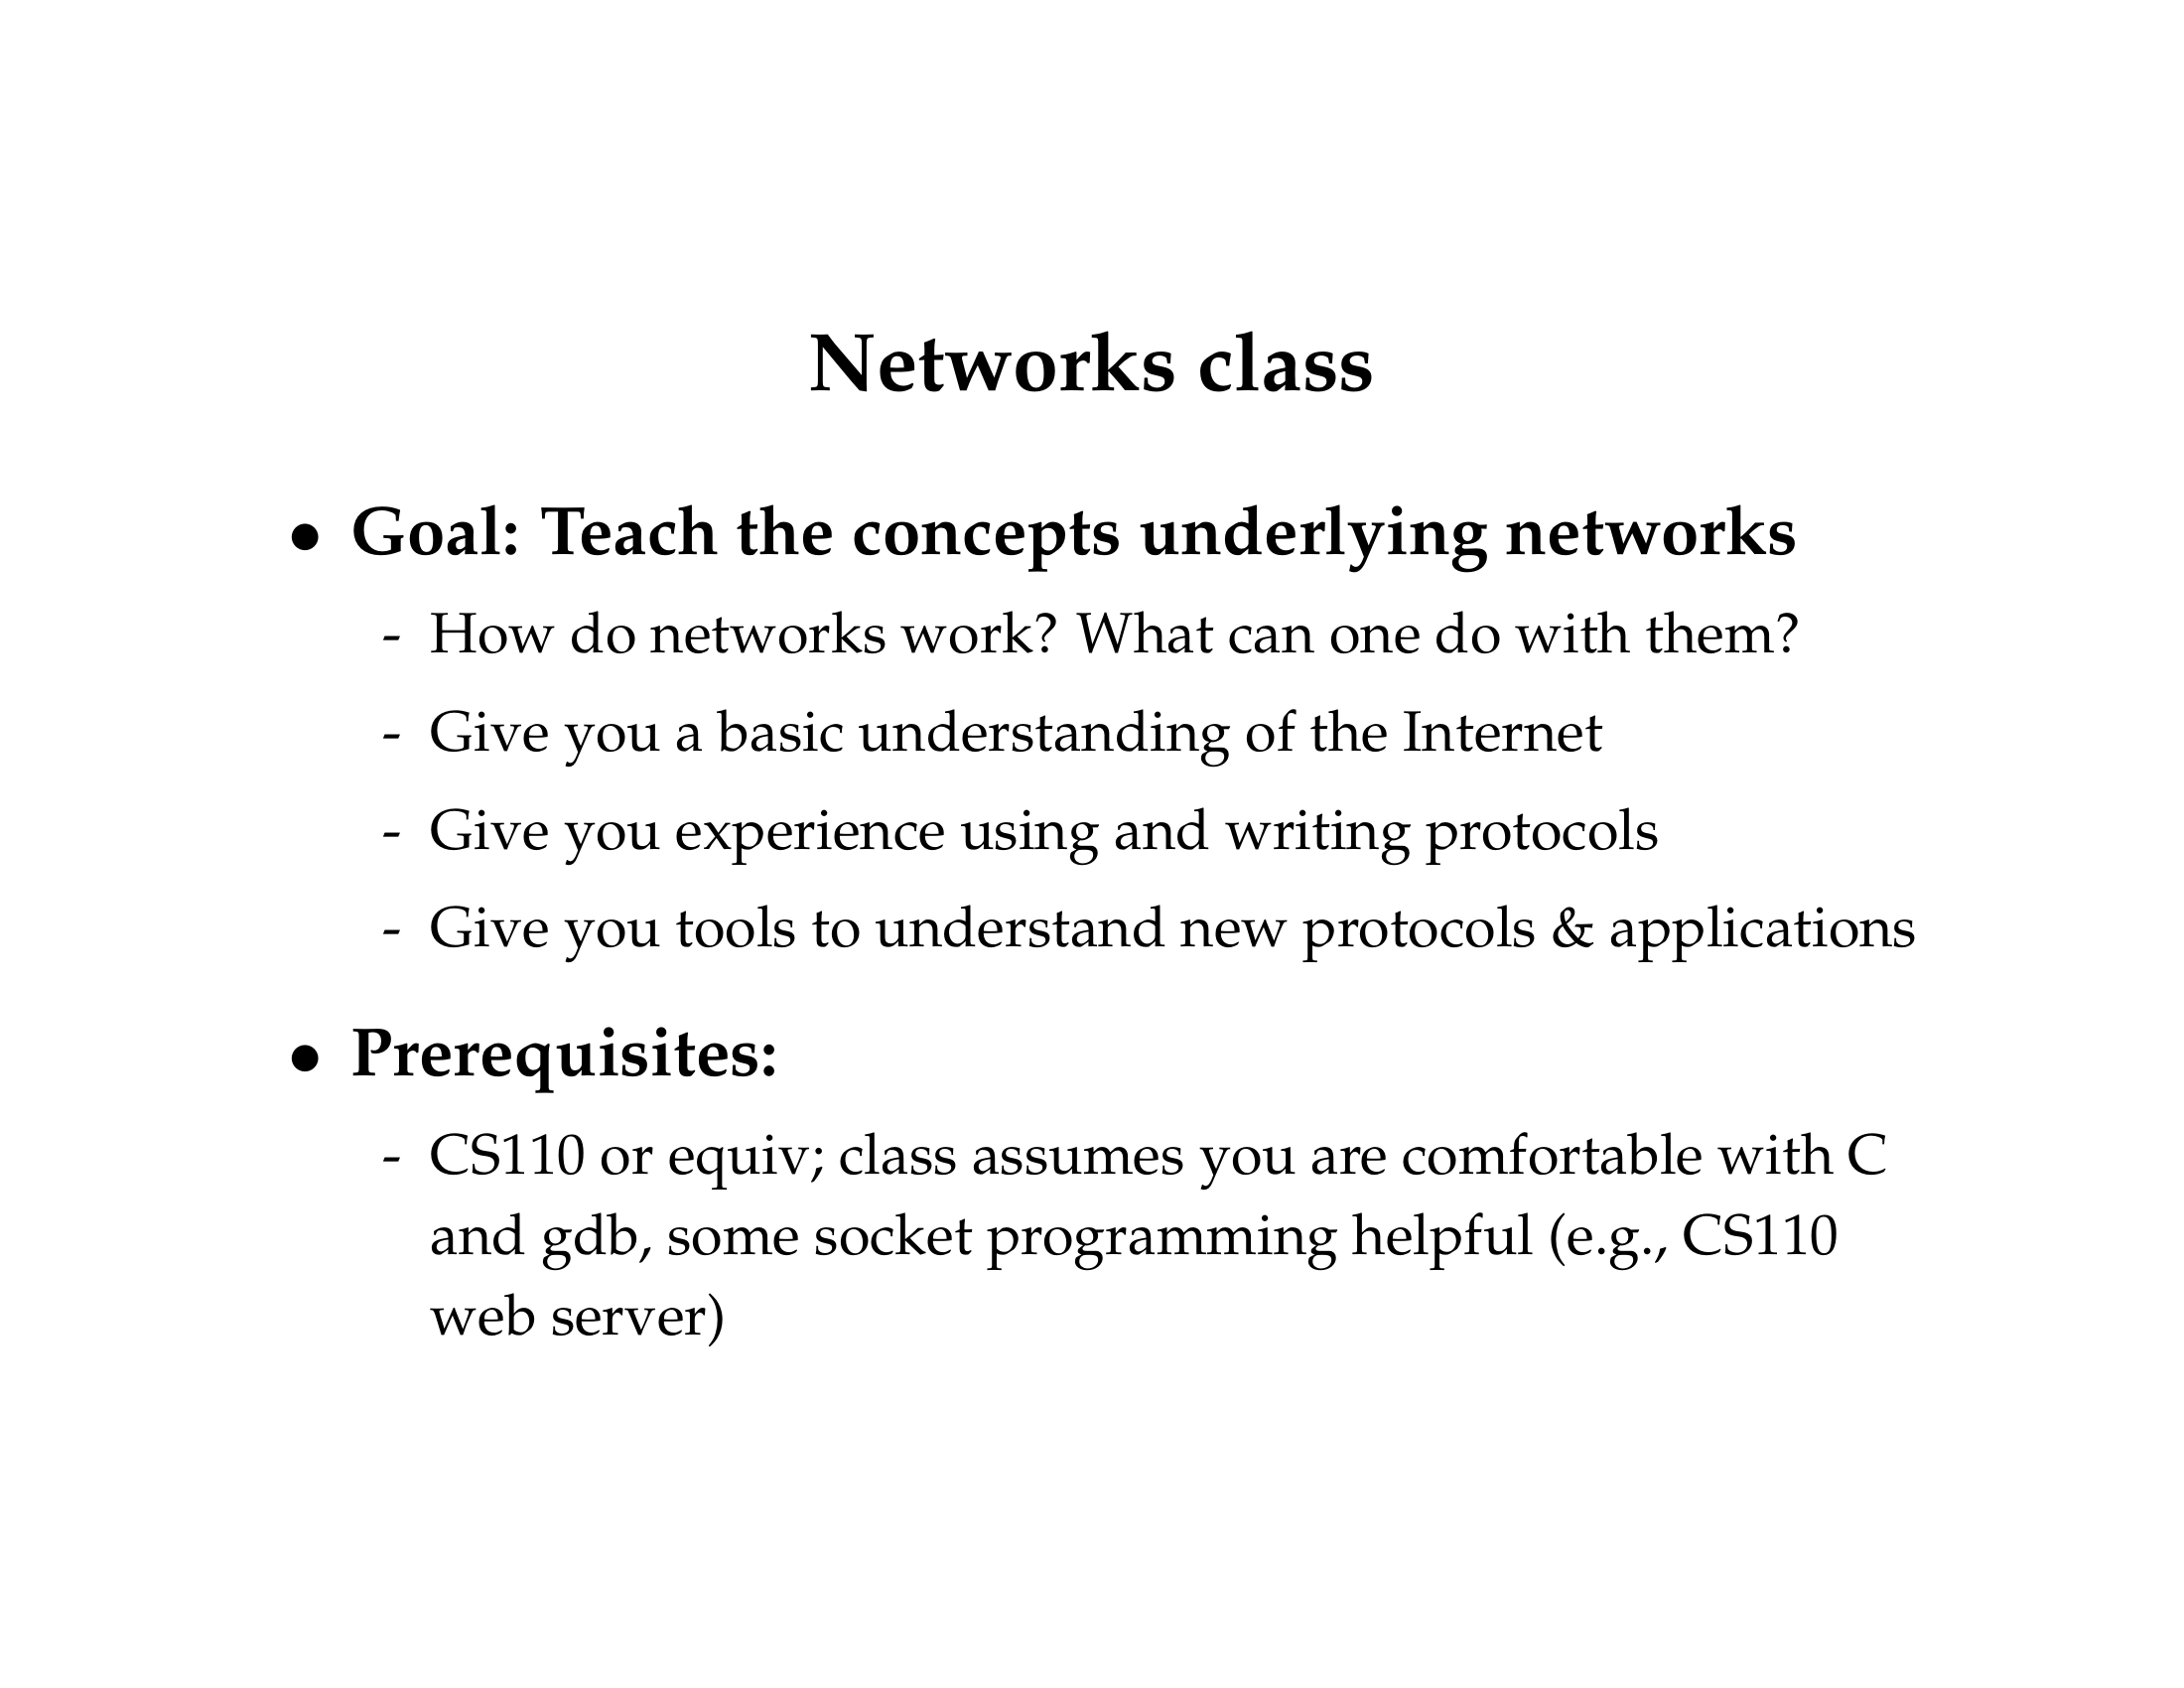 Networks class
• Goal: Teach the concepts underlying networks
- How do networks work? What can one do with them?
- Give you a basic understanding of the Internet
- Give you experience using and writing protocols
- Give you tools to understand new protocols & applications
• Prerequisites:
- CS110 or equiv; class assumes you are comfortable with C
and gdb, some socket programming helpful (e.g., CS110
web server)